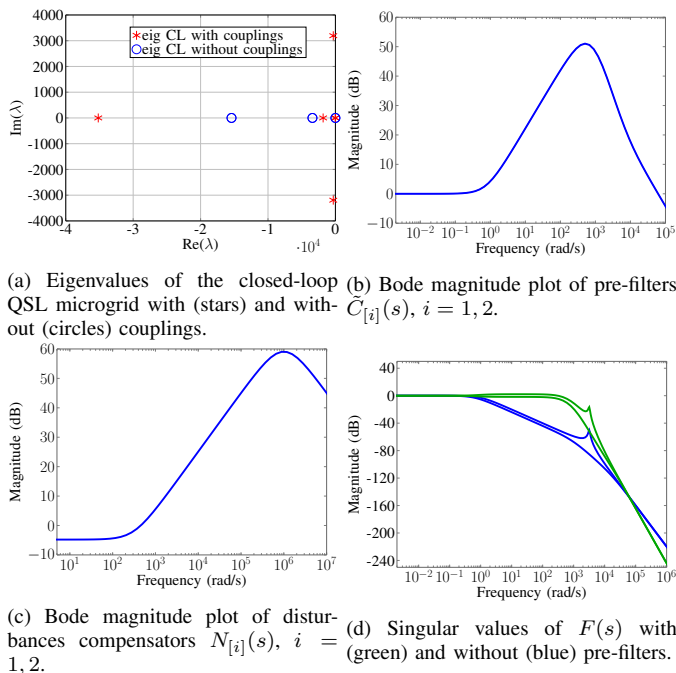 4000
3000
2000
1000
0
-1000
-2000
-3000
-4000
Im(λ)
eig CL with couplings
eig CL without couplings
-4 -3 -2 -1 0
Re(λ)
·10⁴
(a) Eigenvalues of the closed-loop
QSL microgrid with (stars) and with-
out (circles) couplings.
60
50
40
30
20
10
0
−10
Magnitude (dB)
10⁻² 10⁻¹ 10⁰ 10¹ 10² 10³ 10⁴ 10⁵
Frequency (rad/s)
(b) Bode magnitude plot of pre-filters
C̃[i](s), i = 1, 2.
60
50
40
30
20
10
0
−10
Magnitude (dB)
10¹ 10² 10³ 10⁴ 10⁵ 10⁶ 10⁷
Frequency (rad/s)
(c) Bode magnitude plot of distur-
bances compensators N[i](s), i =
1, 2.
40
0
-40
-80
-120
-160
-200
-240
Magnitude (dB)
10⁻² 10⁻¹ 10⁰ 10¹ 10² 10³ 10⁴ 10⁵ 10⁶
Frequency (rad/s)
(d) Singular values of F(s) with
(green) and without (blue) pre-filters.